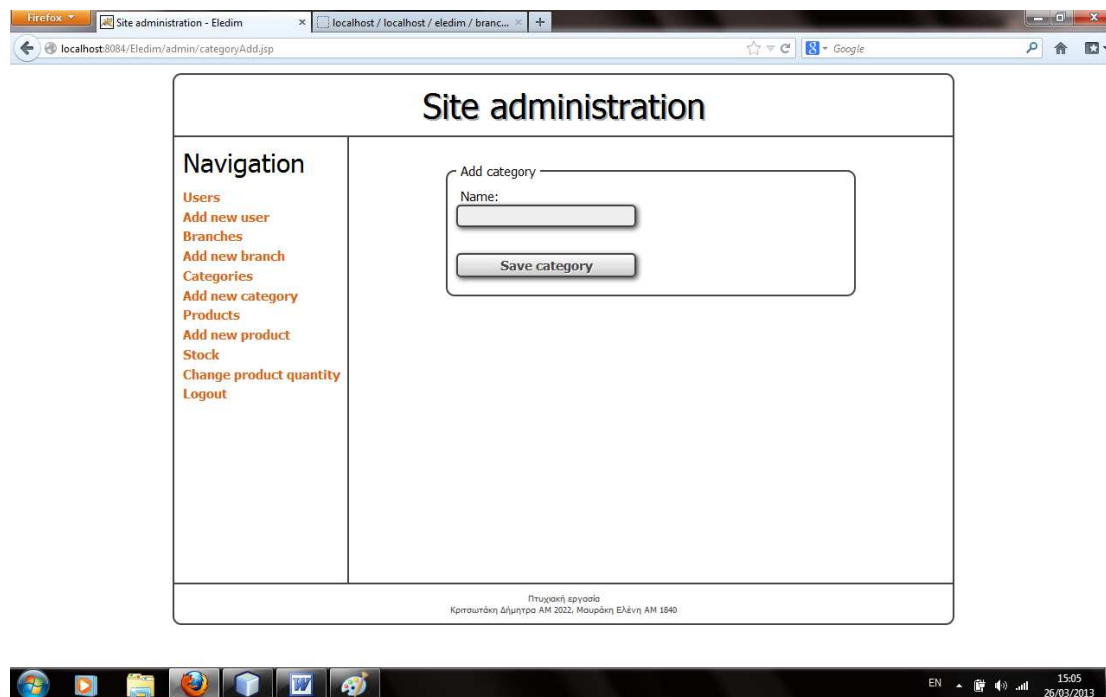 Firefox
Site administration - Eledim
localhost / localhost / eledim / branc...
localhost:8084/Eledim/admin/categoryAdd.jsp
Google
Site administration
Navigation
Users
Add new user
Branches
Add new branch
Categories
Add new category
Products
Add new product
Stock
Change product quantity
Logout
Add category
Name:
Save category
Πτυχιακή εργασία
Κριτσωτάκη Δήμητρα ΑΜ 2022, Μαυράκη Ελένη ΑΜ 1840
EN
15:05
26/03/2013